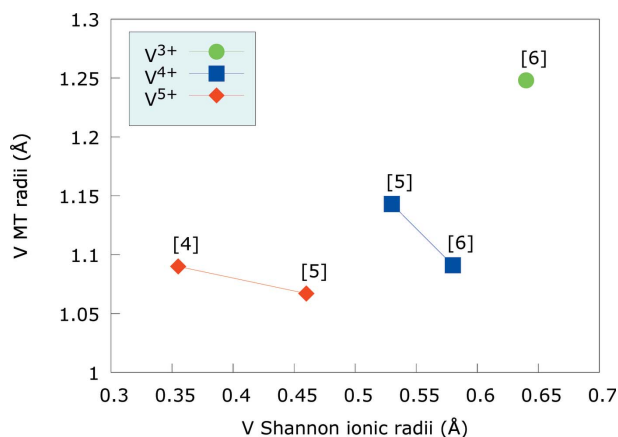 1.3
V³⁺
V⁴⁺
V⁵⁺
[6]
1.25
1.2
[5]
1.15
[4]
[6]
1.1
[5]
1.05
1
0.3 0.35 0.4 0.45 0.5 0.55 0.6 0.65 0.7
V MT radii (Å)
V Shannon ionic radii (Å)